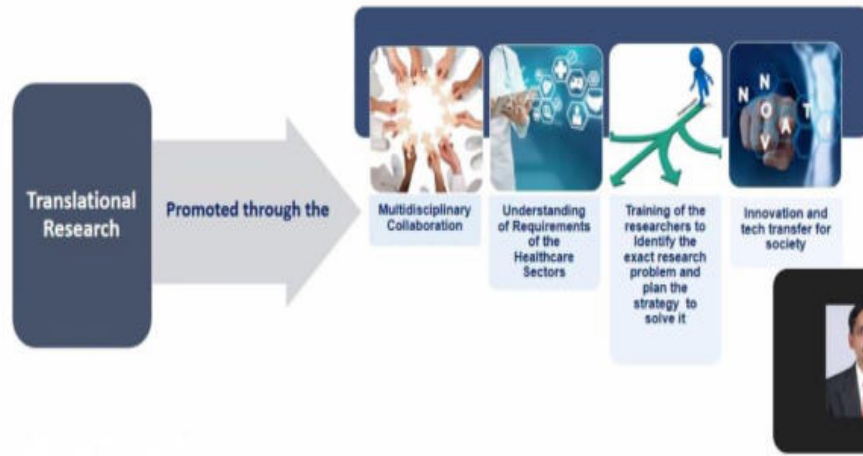 Translational
Research
Promoted through the
N N
O
V A T I
Multidisciplinary
Collaboration
Understanding
of Requirements
of the
Healthcare
Sectors
Training of the
researchers to
Identify the
exact research
problem and
plan the
strategy to
solve it
Innovation and
tech transfer for
society